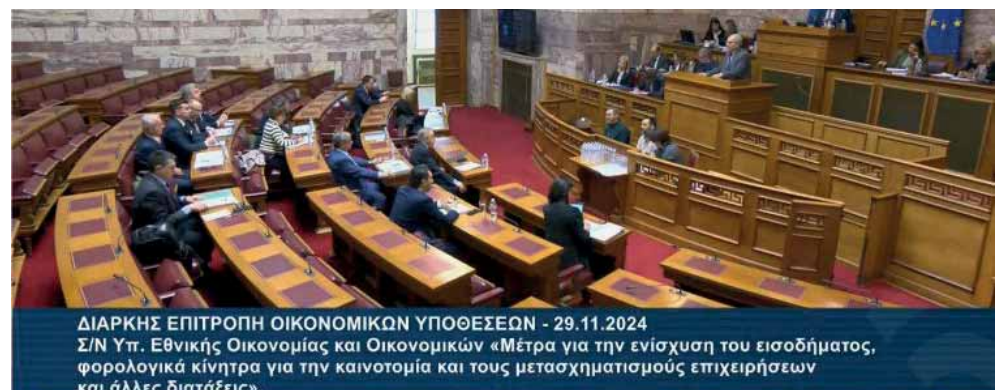 ΔΙΑΡΚΗΣ ΕΠΙΤΡΟΠΗ ΟΙΚΟΝΟΜΙΚΩΝ ΥΠΟΘΕΣΕΩΝ - 29.11.2024
Σ/Ν Υπ. Εθνικής Οικονομίας και Οικονομικών «Μέτρα για την ενίσχυση του εισοδήματος,
φορολογικά κίνητρα για την καινοτομία και τους μετασχηματισμούς επιχειρήσεων
και άλλες διατάξεις»